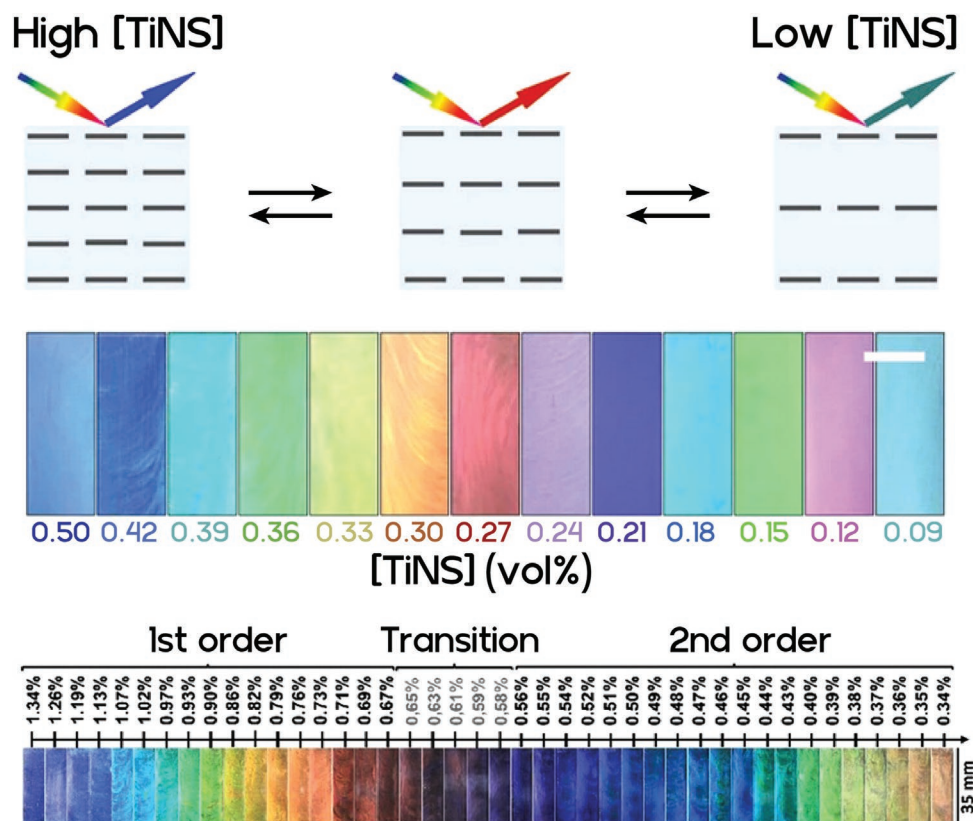 High [TiNS] Low [TiNS]
0.50 0.42 0.39 0.36 0.33 0.30 0.27 0.24 0.21 0.18 0.15 0.12 0.09
[TiNS] (vol%)
1st order Transition 2nd order
1.34% 1.26% 1.19% 1.13% 1.07% 1.02% 0.97% 0.93% 0.90% 0.86% 0.82% 0.79% 0.76% 0.73% 0.71% 0.69% 0.67% 0,65% 0,63% 0,61% 0,59% 0,58% 0.56% 0.55% 0.54% 0.52% 0.51% 0.50% 0.49% 0.48% 0.47% 0.46% 0.45% 0.44% 0.43% 0.40% 0.39% 0.38% 0.37% 0.36% 0.35% 0.34%
35 mm